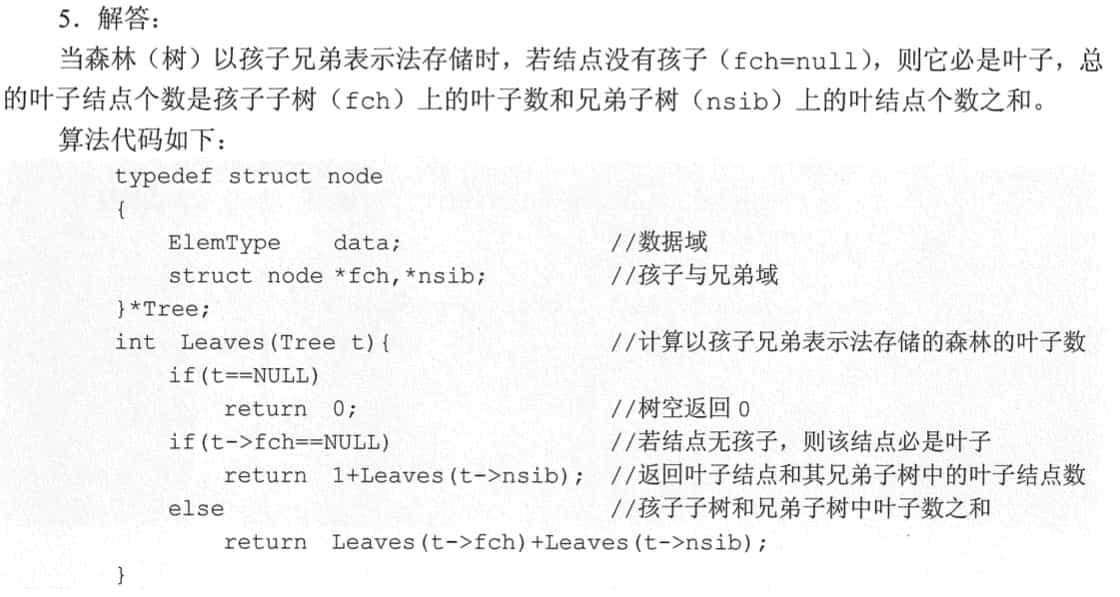 5．解答：
当森林（树）以孩子兄弟表示法存储时，若结点没有孩子（fch=null），则它必是叶子，总
的叶子结点个数是孩子子树（fch）上的叶子数和兄弟子树（nsib）上的叶结点个数之和。
算法代码如下：
typedef struct node
{
ElemType data; //数据域
struct node *fch,*nsib; //孩子与兄弟域
}*Tree;
int Leaves(Tree t){ //计算以孩子兄弟表示法存储的森林的叶子数
if(t==NULL)
return 0; //树空返回0
if(t->fch==NULL) //若结点无孩子，则该结点必是叶子
return 1+Leaves(t->nsib); //返回叶子结点和其兄弟子树中的叶子结点数
else //孩子子树和兄弟子树中叶子数之和
return Leaves(t->fch)+Leaves(t->nsib);
}